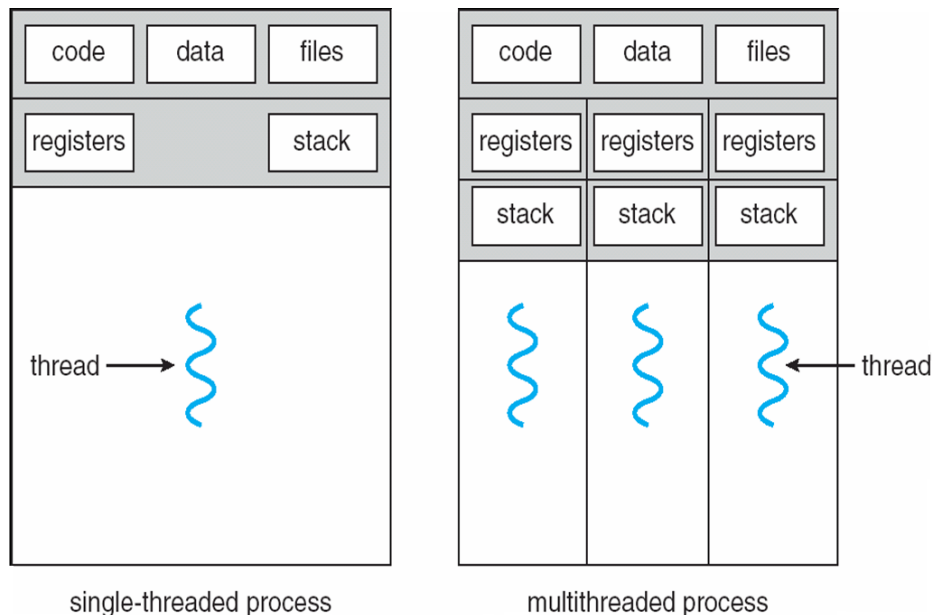 code data files
registers stack
thread
single-threaded process
code data files
registers registers registers
stack stack stack
thread
multithreaded process